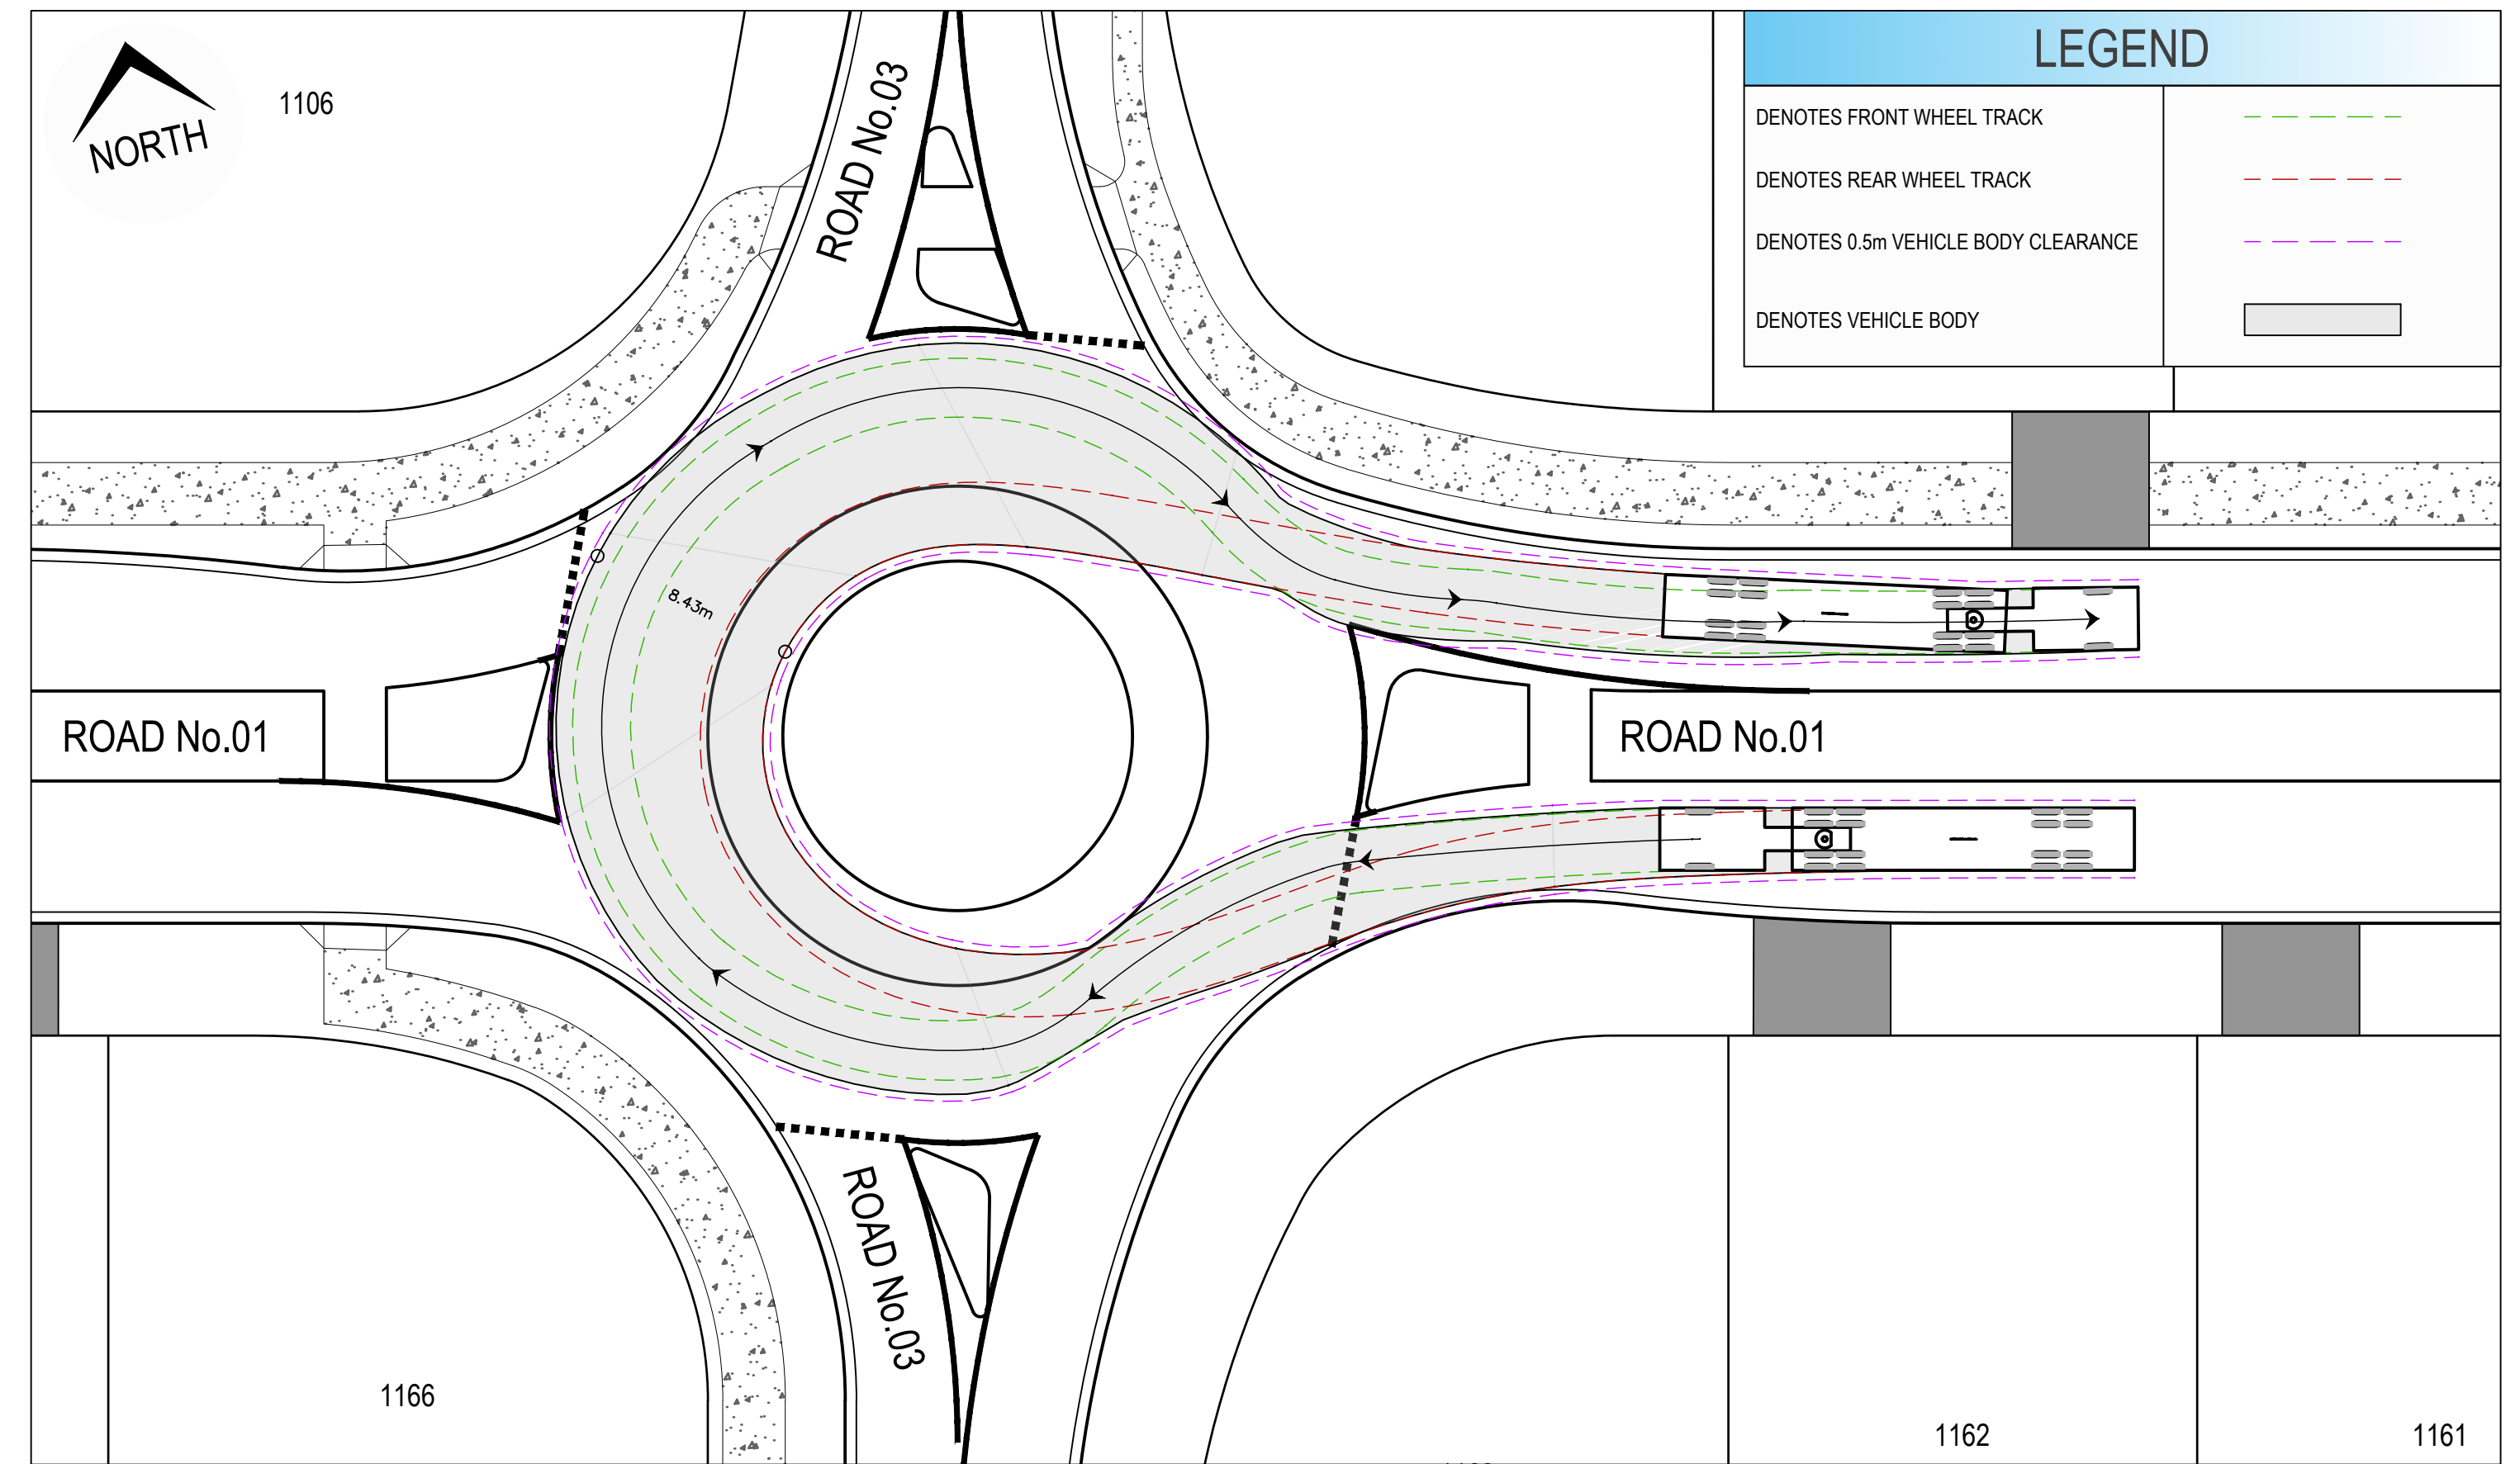 NORTH
1106
ROAD No.03
LEGEND
DENOTES FRONT WHEEL TRACK
DENOTES REAR WHEEL TRACK
DENOTES 0.5m VEHICLE BODY CLEARANCE
DENOTES VEHICLE BODY
8.43m
ROAD No.01
ROAD No.01
ROAD No.03
1166
1162
1161